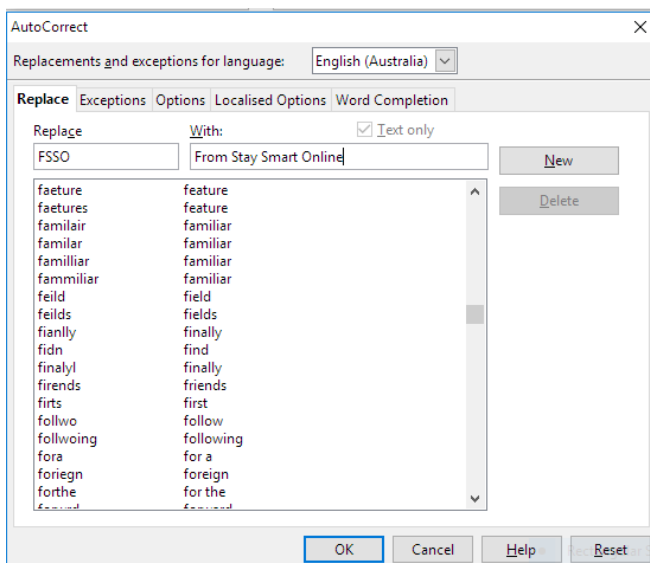 AutoCorrect
Replacements and exceptions for language: English (Australia)
Replace Exceptions Options Localised Options Word Completion
Replace With: Text only
FSSO From Stay Smart Online New
Delete
faeture feature
faetures feature
familair familiar
familar familiar
familliar familiar
fammiliar familiar
feild field
feilds fields
fianlly finally
fidn find
finalyl finally
firends friends
firts first
follwo follow
follwoing following
fora for a
foriegn foreign
forthe for the
OK Cancel Help Reset